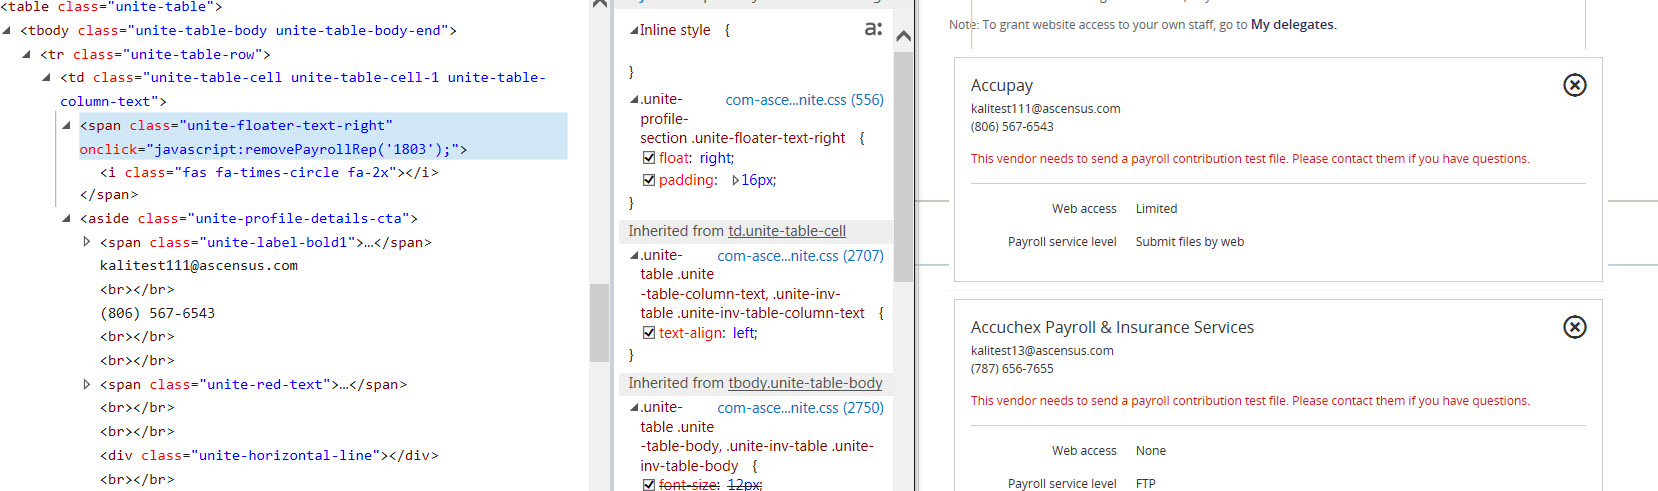 <table class="unite-table">
<tbody class="unite-table-body unite-table-body-end">
<tr class="unite-table-row">
<td class="unite-table-cell unite-table-cell-1 unite-table-
column-text">
<span class="unite-floater-text-right"
onclick="javascript:removePayrollRep('1803');">
<i class="fas fa-times-circle fa-2x"></i>
</span>
<aside class="unite-profile-details-cta">
<span class="unite-label-bold1">…</span>
kalitest111@ascensus.com
<br></br>
(806) 567-6543
<br></br>
<br></br>
<span class="unite-red-text">…</span>
<br></br>
<br></br>
<div class="unite-horizontal-line"></div>
<br></br>
Inline style {
a:
}
.unite- com-asce...nite.css (556)
profile-
section .unite-floater-text-right {
float: right;
padding: 16px;
}
Inherited from td.unite-table-cell
.unite- com-asce...nite.css (2707)
table .unite
-table-column-text, .unite-inv-
table .unite-inv-table-column-text {
text-align: left;
}
Inherited from tbody.unite-table-body
.unite- com-asce...nite.css (2750)
table .unite
-table-body, .unite-inv-table .unite-
inv-table-body {
font-size: 12px;
Note: To grant website access to your own staff, go to My delegates.
Accupay
kalitest111@ascensus.com
(806) 567-6543
This vendor needs to send a payroll contribution test file. Please contact them if you have questions.
Web access Limited
Payroll service level Submit files by web
Accuchex Payroll & Insurance Services
kalitest13@ascensus.com
(787) 656-7655
This vendor needs to send a payroll contribution test file. Please contact them if you have questions.
Web access None
Payroll service level FTP